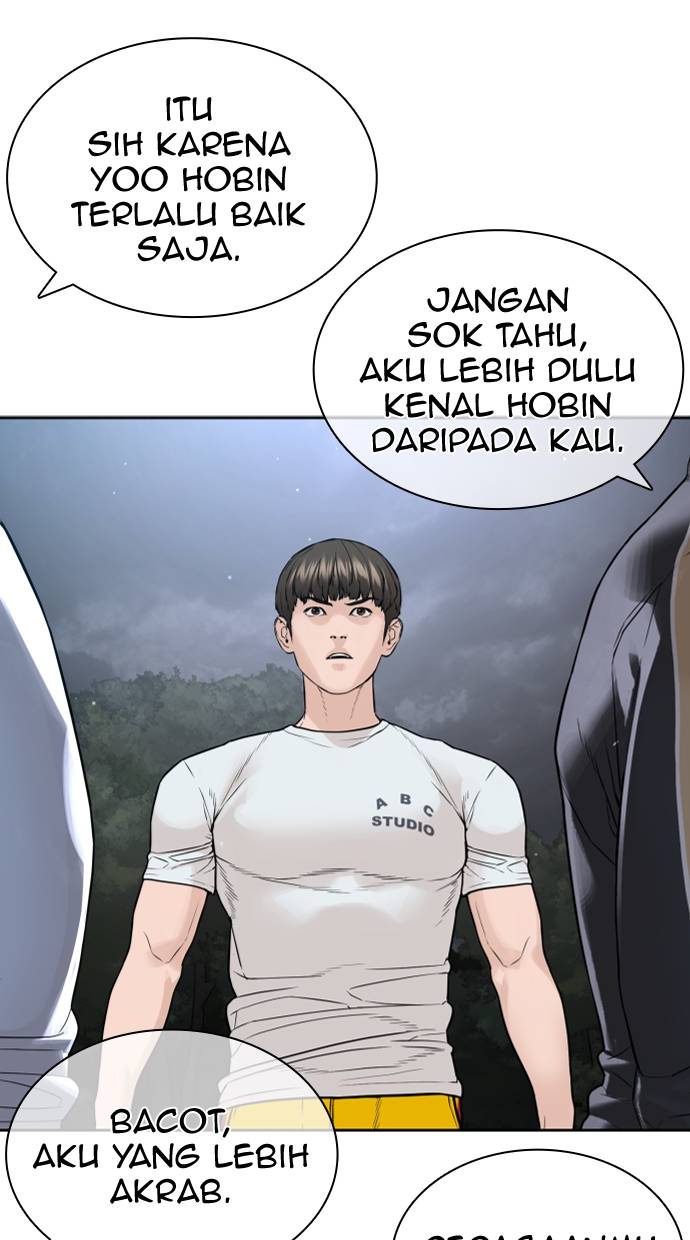 ITU
SIH KARENA
YOO HOBIN
TERLALU BAIK
SAJA.
JANGAN
SOK TAHU,
AKU LEBIH DULU
KENAL HOBIN
DARIPADA KAU.
A B C
STUDIO
BACOT,
AKU YANG LEBIH
AKRAB.